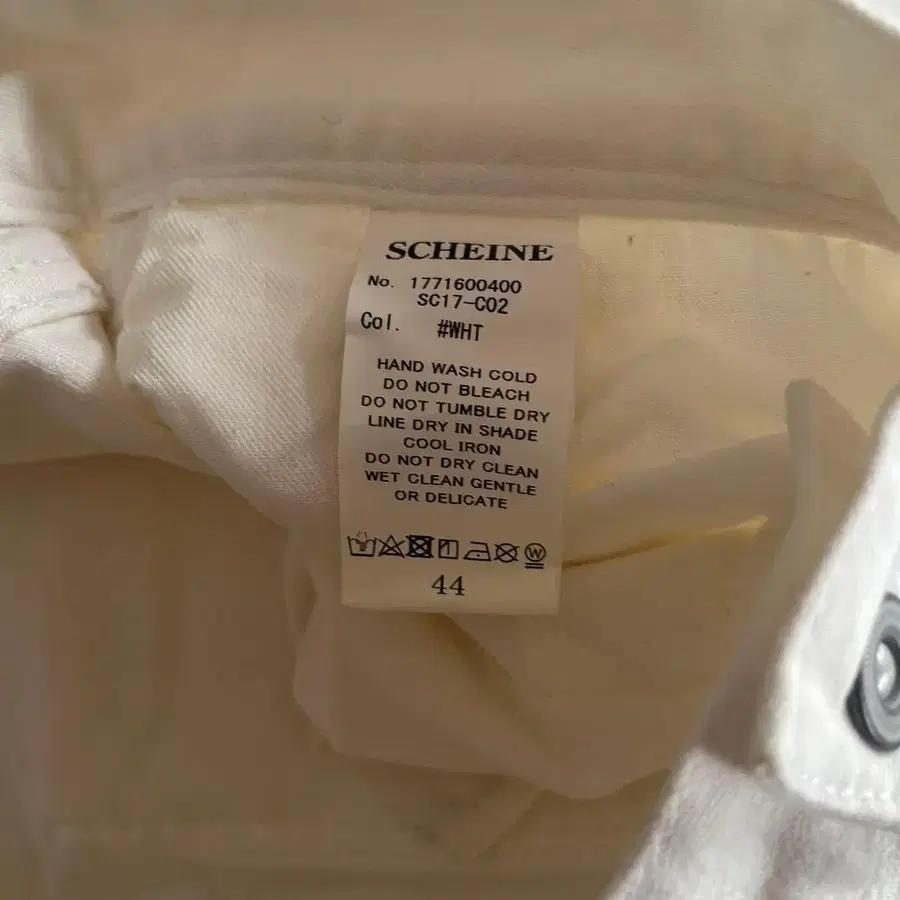 SCHEINE
No. 1771600400
SC17-C02
Col. #WHT
HAND WASH COLD
DO NOT BLEACH
DO NOT TUMBLE DRY
LINE DRY IN SHADE
COOL IRON
DO NOT DRY CLEAN
WET CLEAN GENTLE
OR DELICATE
W
44